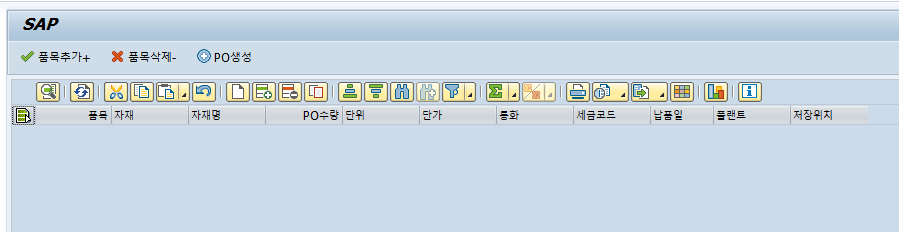 SAP
품목추가+ 품목삭제- PO생성
품목 자재 자재명 PO수량 단위 단가 통화 세금코드 납품일 플랜트 저장위치